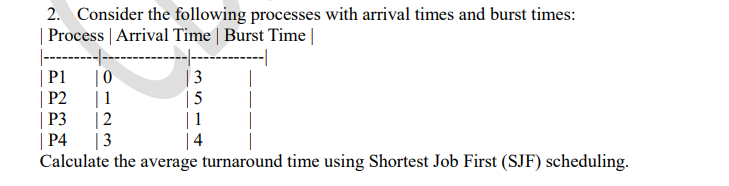 2. Consider the following processes with arrival times and burst times:
| Process | Arrival Time | Burst Time |
|---------|--------------|------------|
| P1 | 0 | 3 |
| P2 | 1 | 5 |
| P3 | 2 | 1 |
| P4 | 3 | 4 |
Calculate the average turnaround time using Shortest Job First (SJF) scheduling.